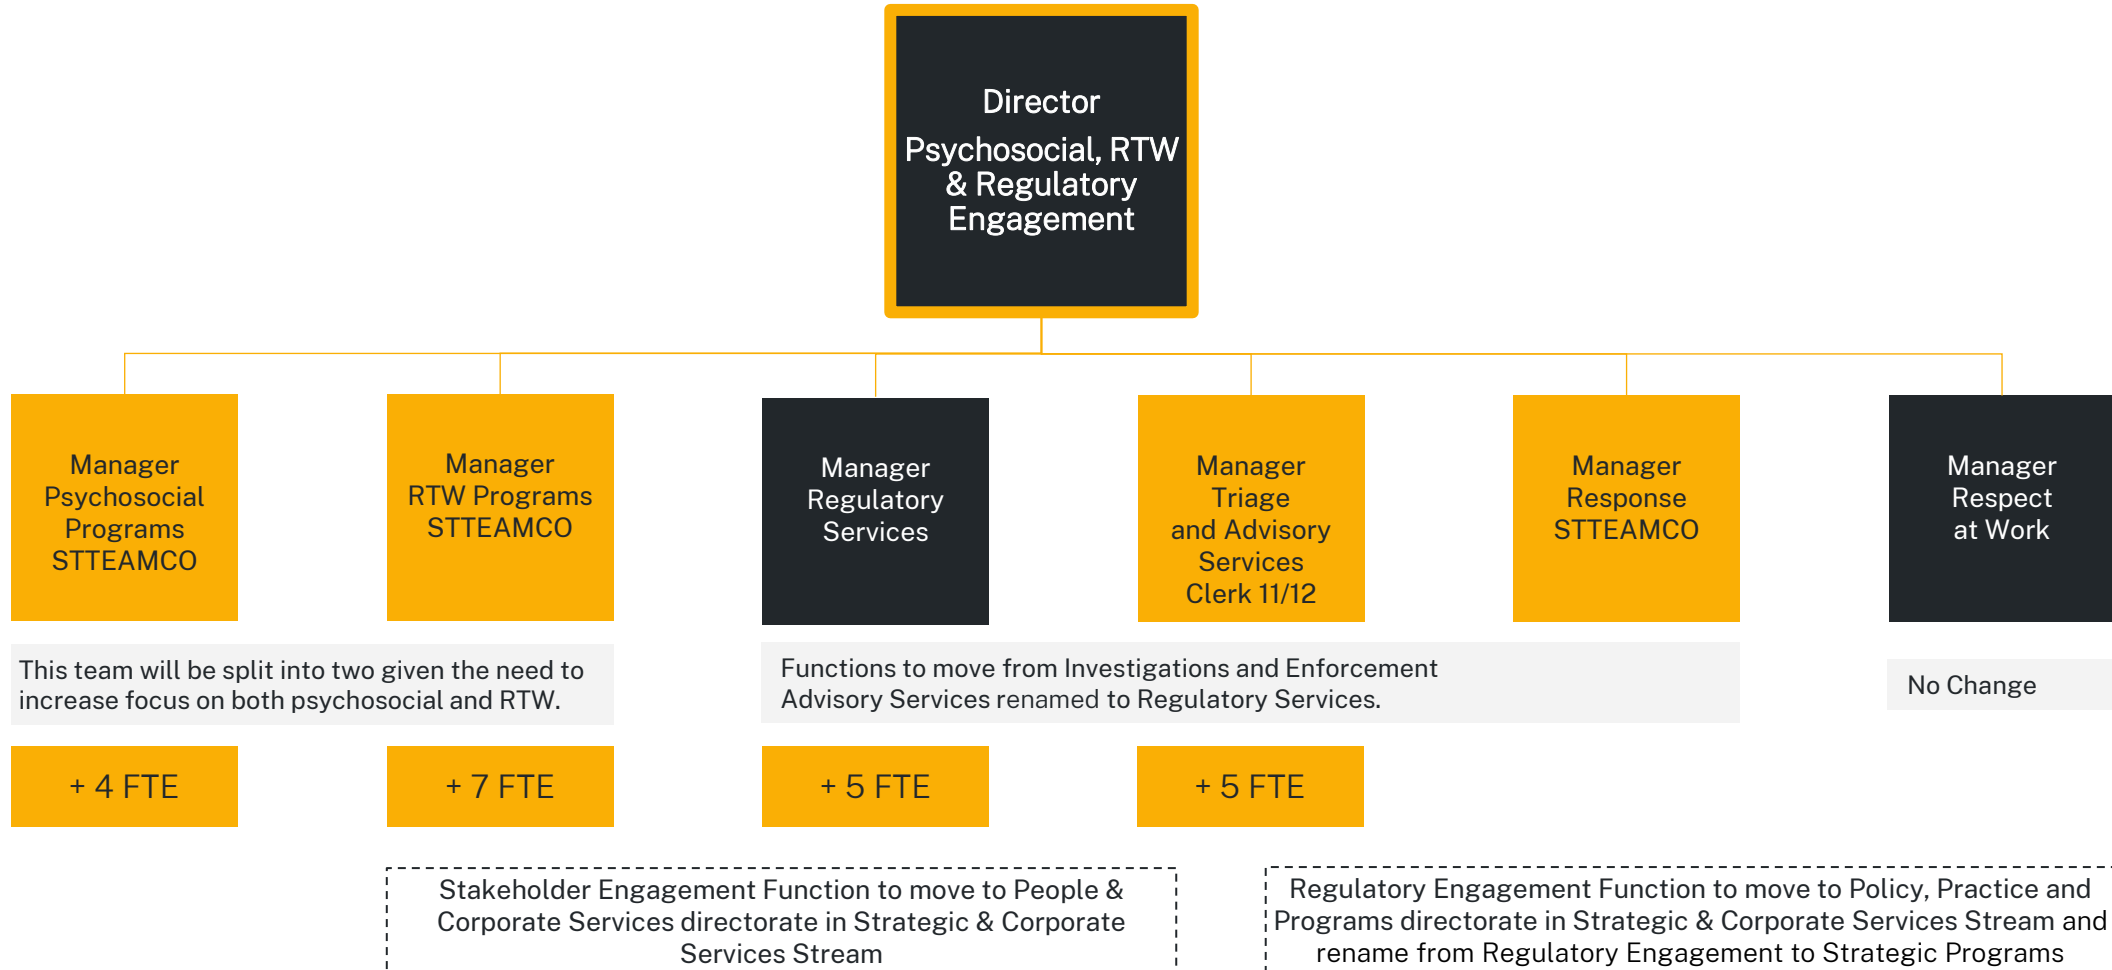 Director
Psychosocial, RTW
& Regulatory
Engagement
Manager
Psychosocial
Programs
STTEAMCO
Manager
RTW Programs
STTEAMCO
Manager
Regulatory
Services
Manager
Triage
and Advisory
Services
Clerk 11/12
Manager
Response
STTEAMCO
Manager
Respect
at Work
This team will be split into two given the need to
increase focus on both psychosocial and RTW.
Functions to move from Investigations and Enforcement
Advisory Services renamed to Regulatory Services.
No Change
+ 4 FTE
+ 7 FTE
+ 5 FTE
+ 5 FTE
Stakeholder Engagement Function to move to People &
Corporate Services directorate in Strategic & Corporate
Services Stream
Regulatory Engagement Function to move to Policy, Practice and
Programs directorate in Strategic & Corporate Services Stream and
rename from Regulatory Engagement to Strategic Programs